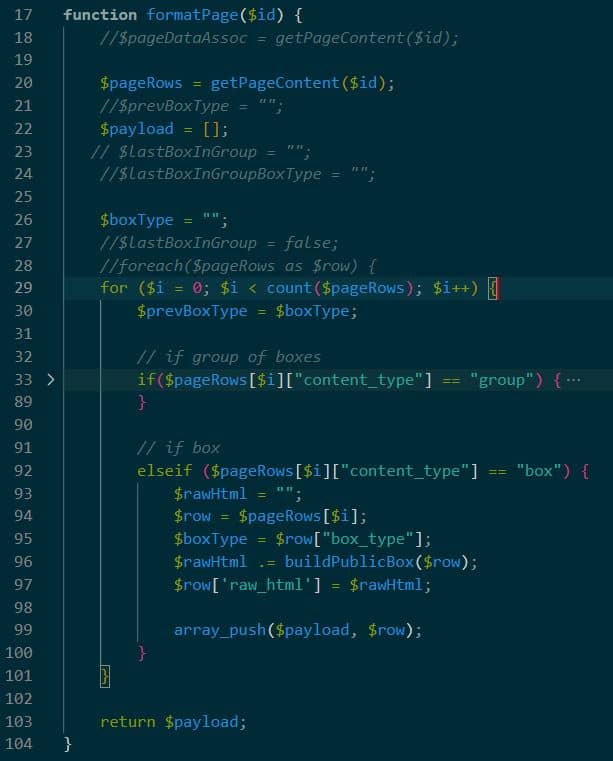 17 function formatPage($id) {
18     //$pageDataAssoc = getPageContent($id);
19
20     $pageRows = getPageContent($id);
21     //$prevBoxType = "";
22     $payload = [];
23    // $lastBoxInGroup = "";
24     //$lastBoxInGroupBoxType = "";
25
26     $boxType = "";
27     //$lastBoxInGroup = false;
28     //foreach($pageRows as $row) {
29     for ($i = 0; $i < count($pageRows); $i++) {
30         $prevBoxType = $boxType;
31
32         // if group of boxes
33 >       if($pageRows[$i]["content_type"] == "group") {···
89         }
90
91         // if box
92         elseif ($pageRows[$i]["content_type"] == "box") {
93             $rawHtml = "";
94             $row = $pageRows[$i];
95             $boxType = $row["box_type"];
96             $rawHtml .= buildPublicBox($row);
97             $row['raw_html'] = $rawHtml;
98
99             array_push($payload, $row);
100         }
101     }
102
103     return $payload;
104 }